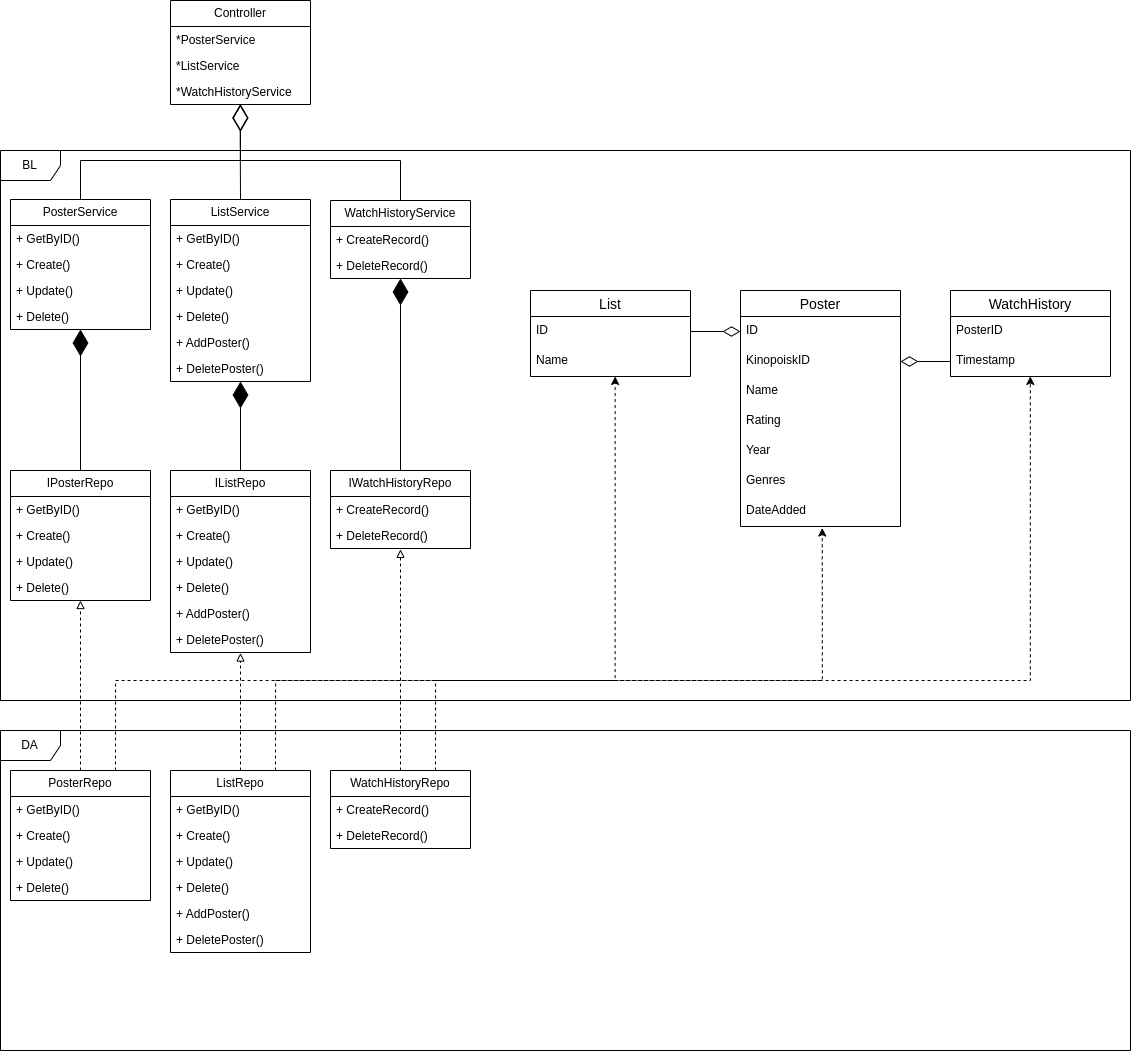 Controller
*PosterService
*ListService
*WatchHistoryService
BL
PosterService
+ GetByID()
+ Create()
+ Update()
+ Delete()
ListService
+ GetByID()
+ Create()
+ Update()
+ Delete()
+ AddPoster()
+ DeletePoster()
WatchHistoryService
+ CreateRecord()
+ DeleteRecord()
List
ID
Name
Poster
ID
KinopoiskID
Name
Rating
Year
Genres
DateAdded
WatchHistory
PosterID
Timestamp
IPosterRepo
+ GetByID()
+ Create()
+ Update()
+ Delete()
IListRepo
+ GetByID()
+ Create()
+ Update()
+ Delete()
+ AddPoster()
+ DeletePoster()
IWatchHistoryRepo
+ CreateRecord()
+ DeleteRecord()
DA
PosterRepo
+ GetByID()
+ Create()
+ Update()
+ Delete()
ListRepo
+ GetByID()
+ Create()
+ Update()
+ Delete()
+ AddPoster()
+ DeletePoster()
WatchHistoryRepo
+ CreateRecord()
+ DeleteRecord()